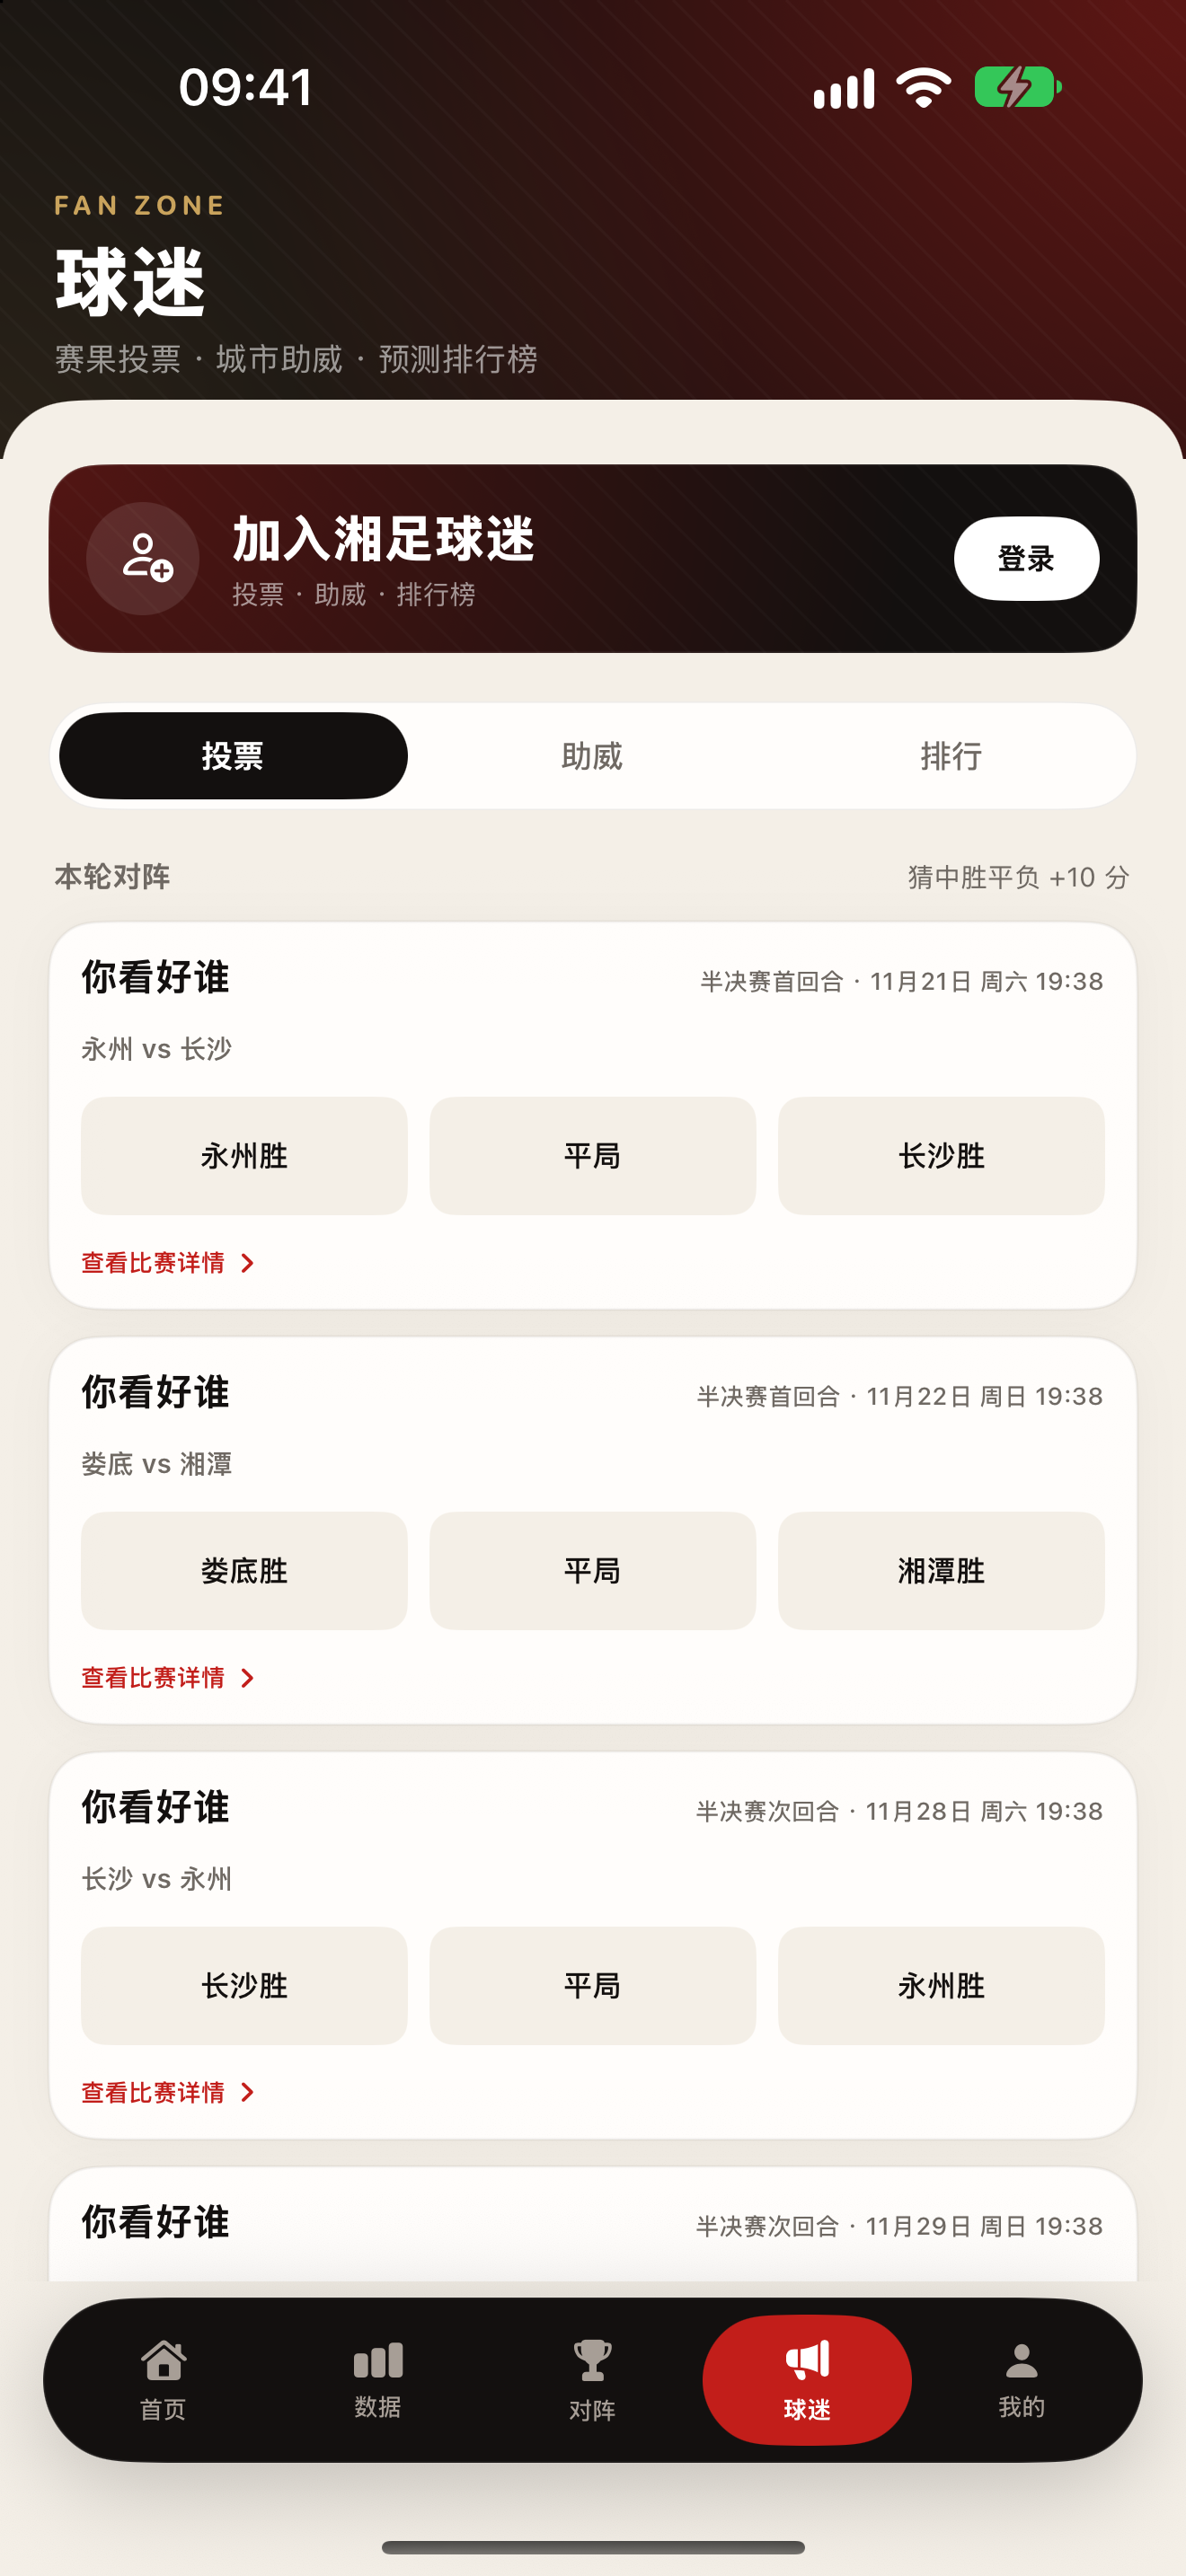 09:41
FAN ZONE
球迷
赛果投票 · 城市助威 · 预测排行榜
加入湘足球迷
投票 · 助威 · 排行榜
登录
投票 助威 排行
本轮对阵 猜中胜平负 +10 分
你看好谁 半决赛首回合 · 11月21日 周六 19:38
永州 vs 长沙
永州胜 平局 长沙胜
查看比赛详情
你看好谁 半决赛首回合 · 11月22日 周日 19:38
娄底 vs 湘潭
娄底胜 平局 湘潭胜
查看比赛详情
你看好谁 半决赛次回合 · 11月28日 周六 19:38
长沙 vs 永州
长沙胜 平局 永州胜
查看比赛详情
你看好谁 半决赛次回合 · 11月29日 周日 19:38
首页 数据 对阵 球迷 我的